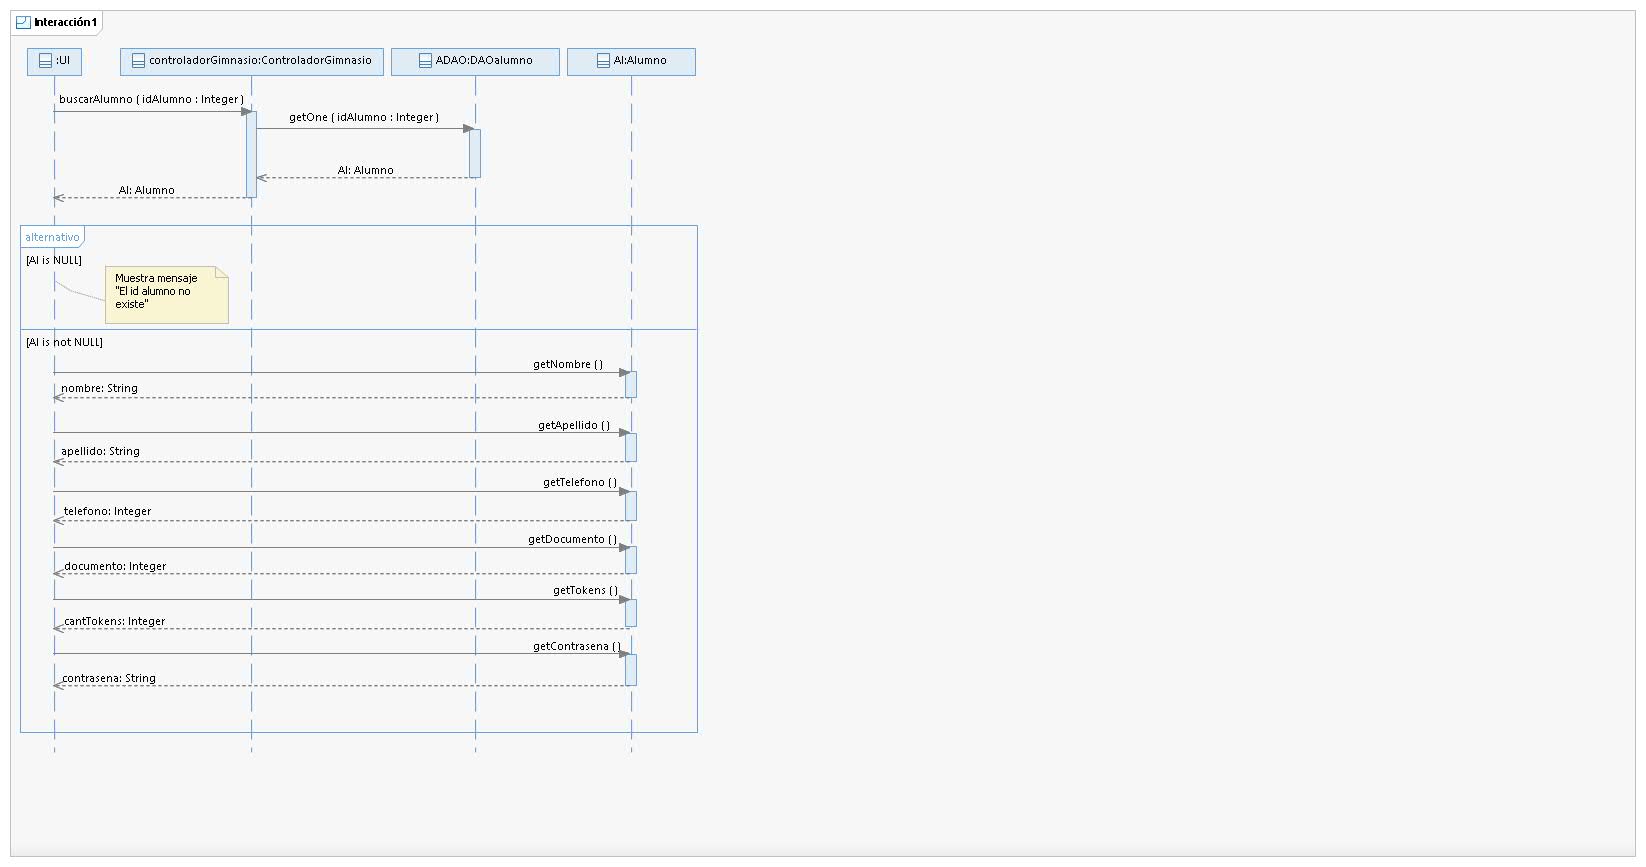 Interacción1
:UI
controladorGimnasio:ControladorGimnasio
ADAO:DAOalumno
Al:Alumno
buscarAlumno ( idAlumno : Integer )
getOne ( idAlumno : Integer )
Al: Alumno
Al: Alumno
alternativo
[Al is NULL]
Muestra mensaje
"El id alumno no
existe"
[Al is not NULL]
getNombre ( )
nombre: String
getApellido ( )
apellido: String
getTelefono ( )
telefono: Integer
getDocumento ( )
documento: Integer
getTokens ( )
cantTokens: Integer
getContrasena ( )
contrasena: String